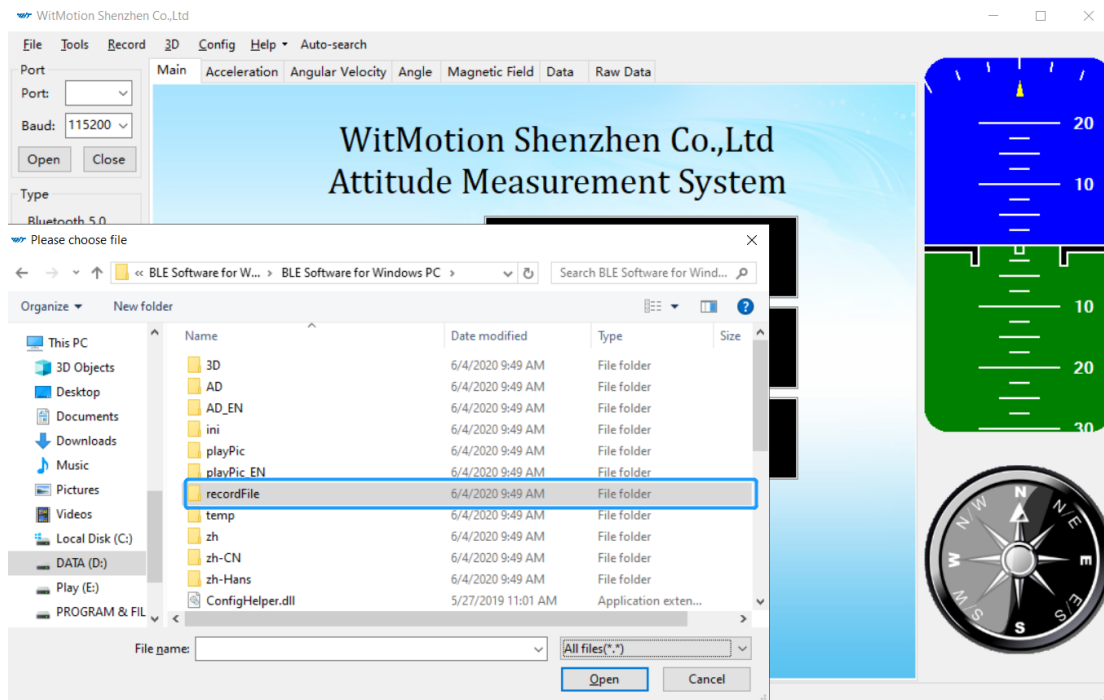 WitMotion Shenzhen Co.,Ltd
File Tools Record 3D Config Help Auto-search
Port
Port:
Baud: 115200
Open Close
Type
Bluetooth 5.0
Main Acceleration Angular Velocity Angle Magnetic Field Data Raw Data
WitMotion Shenzhen Co.,Ltd
Attitude Measurement System
20
10
10
20
30
N
N/E
E
S/E
S
S/W
W
N/W
Please choose file
« BLE Software for W... › BLE Software for Windows PC ›
Search BLE Software for Wind...
Organize New folder
This PC
3D Objects
Desktop
Documents
Downloads
Music
Pictures
Videos
Local Disk (C:)
DATA (D:)
Play (E:)
PROGRAM & FIL
Name Date modified Type Size
3D 6/4/2020 9:49 AM File folder
AD 6/4/2020 9:49 AM File folder
AD_EN 6/4/2020 9:49 AM File folder
ini 6/4/2020 9:49 AM File folder
playPic 6/4/2020 9:49 AM File folder
playPic_EN 6/4/2020 9:49 AM File folder
recordFile 6/4/2020 9:49 AM File folder
temp 6/4/2020 9:49 AM File folder
zh 6/4/2020 9:49 AM File folder
zh-CN 6/4/2020 9:49 AM File folder
zh-Hans 6/4/2020 9:49 AM File folder
ConfigHelper.dll 5/27/2019 11:01 AM Application exten...
File name: All files(*.*)
Open Cancel